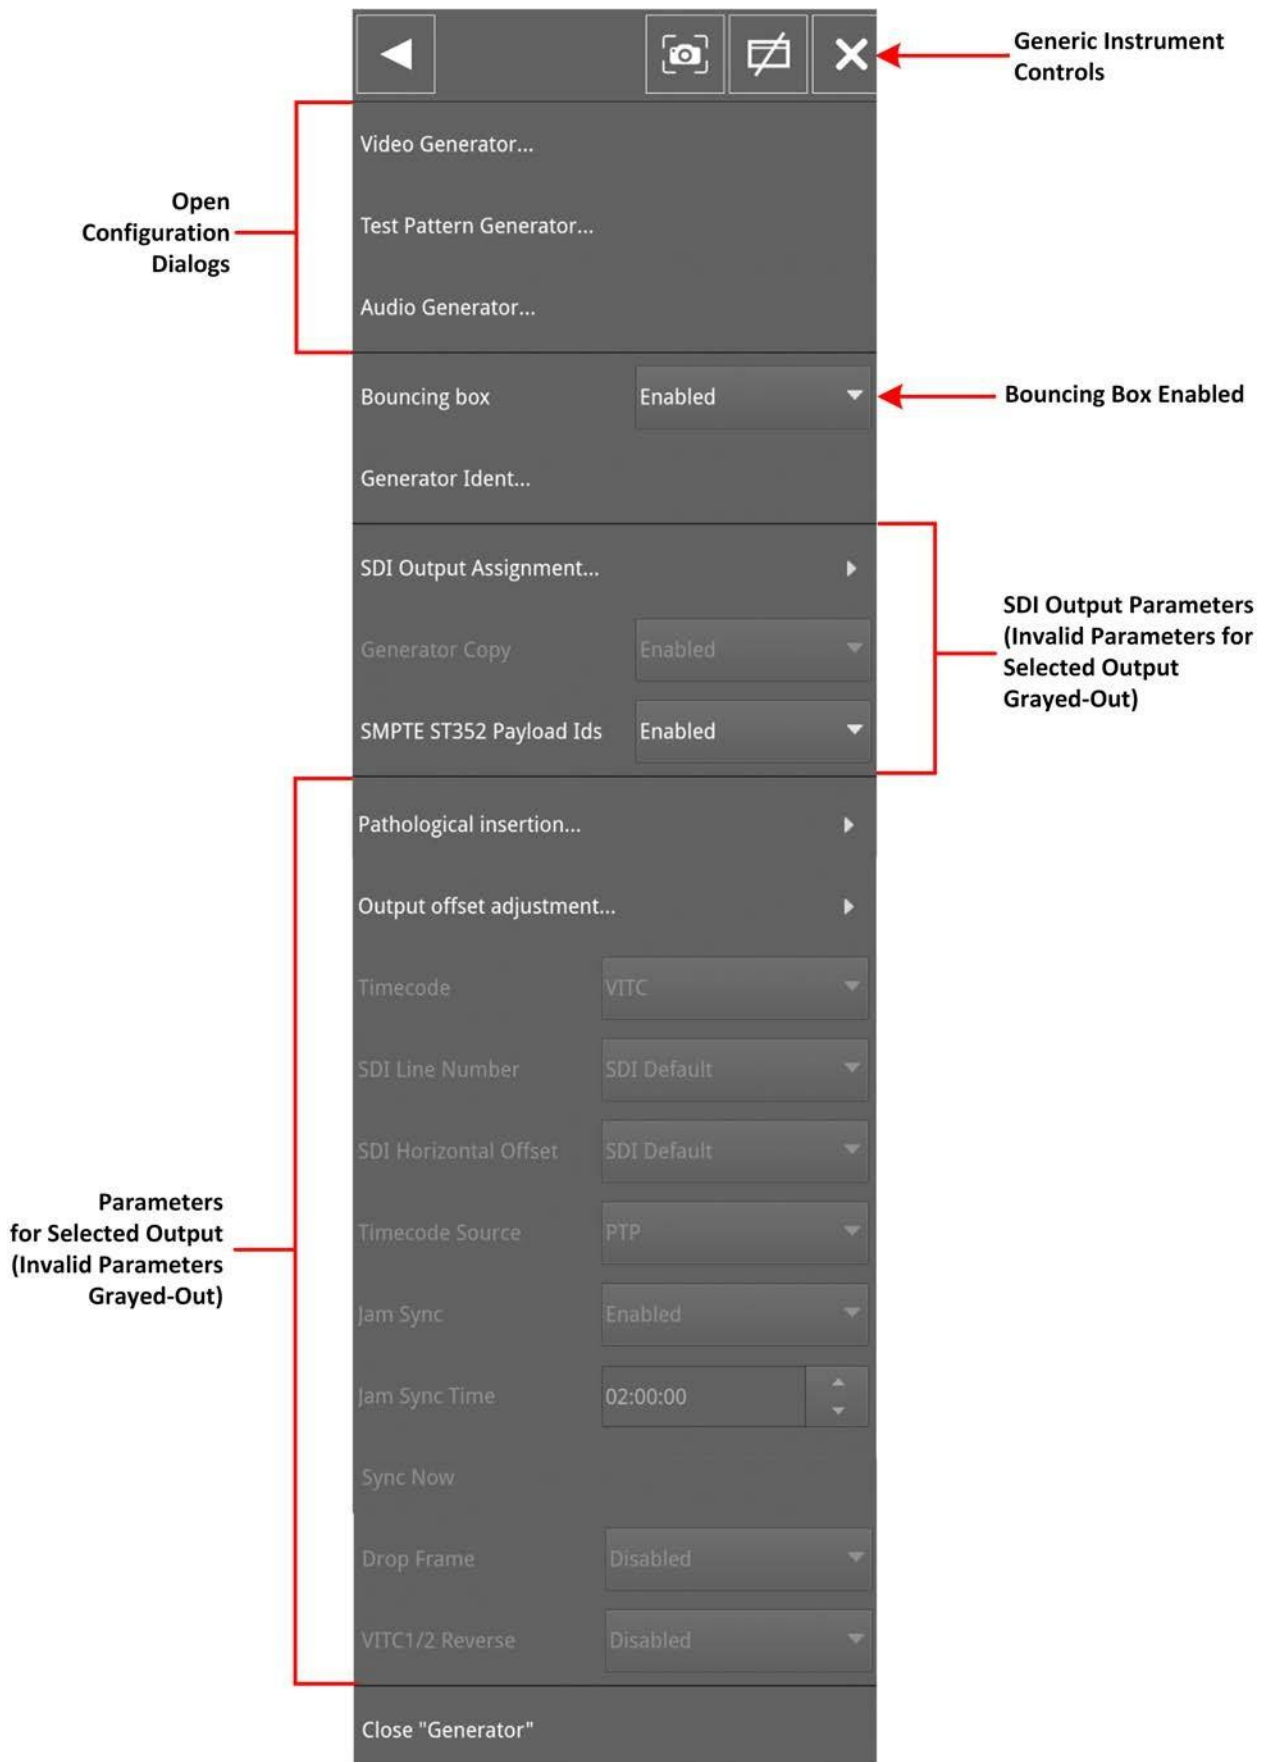 Generic Instrument
Controls
Video Generator...
Open
Configuration
Dialogs
Test Pattern Generator...
Audio Generator...
Bouncing box Enabled
Bouncing Box Enabled
Generator Ident...
SDI Output Assignment...
SDI Output Parameters
(Invalid Parameters for
Selected Output
Grayed-Out)
Generator Copy Enabled
SMPTE ST352 Payload Ids Enabled
Pathological insertion...
Output offset adjustment...
Timecode VITC
SDI Line Number SDI Default
SDI Horizontal Offset SDI Default
Parameters
for Selected Output
(Invalid Parameters
Grayed-Out)
Timecode Source PTP
Jam Sync Enabled
Jam Sync Time 02:00:00
Sync Now
Drop Frame Disabled
VITC1/2 Reverse Disabled
Close "Generator"